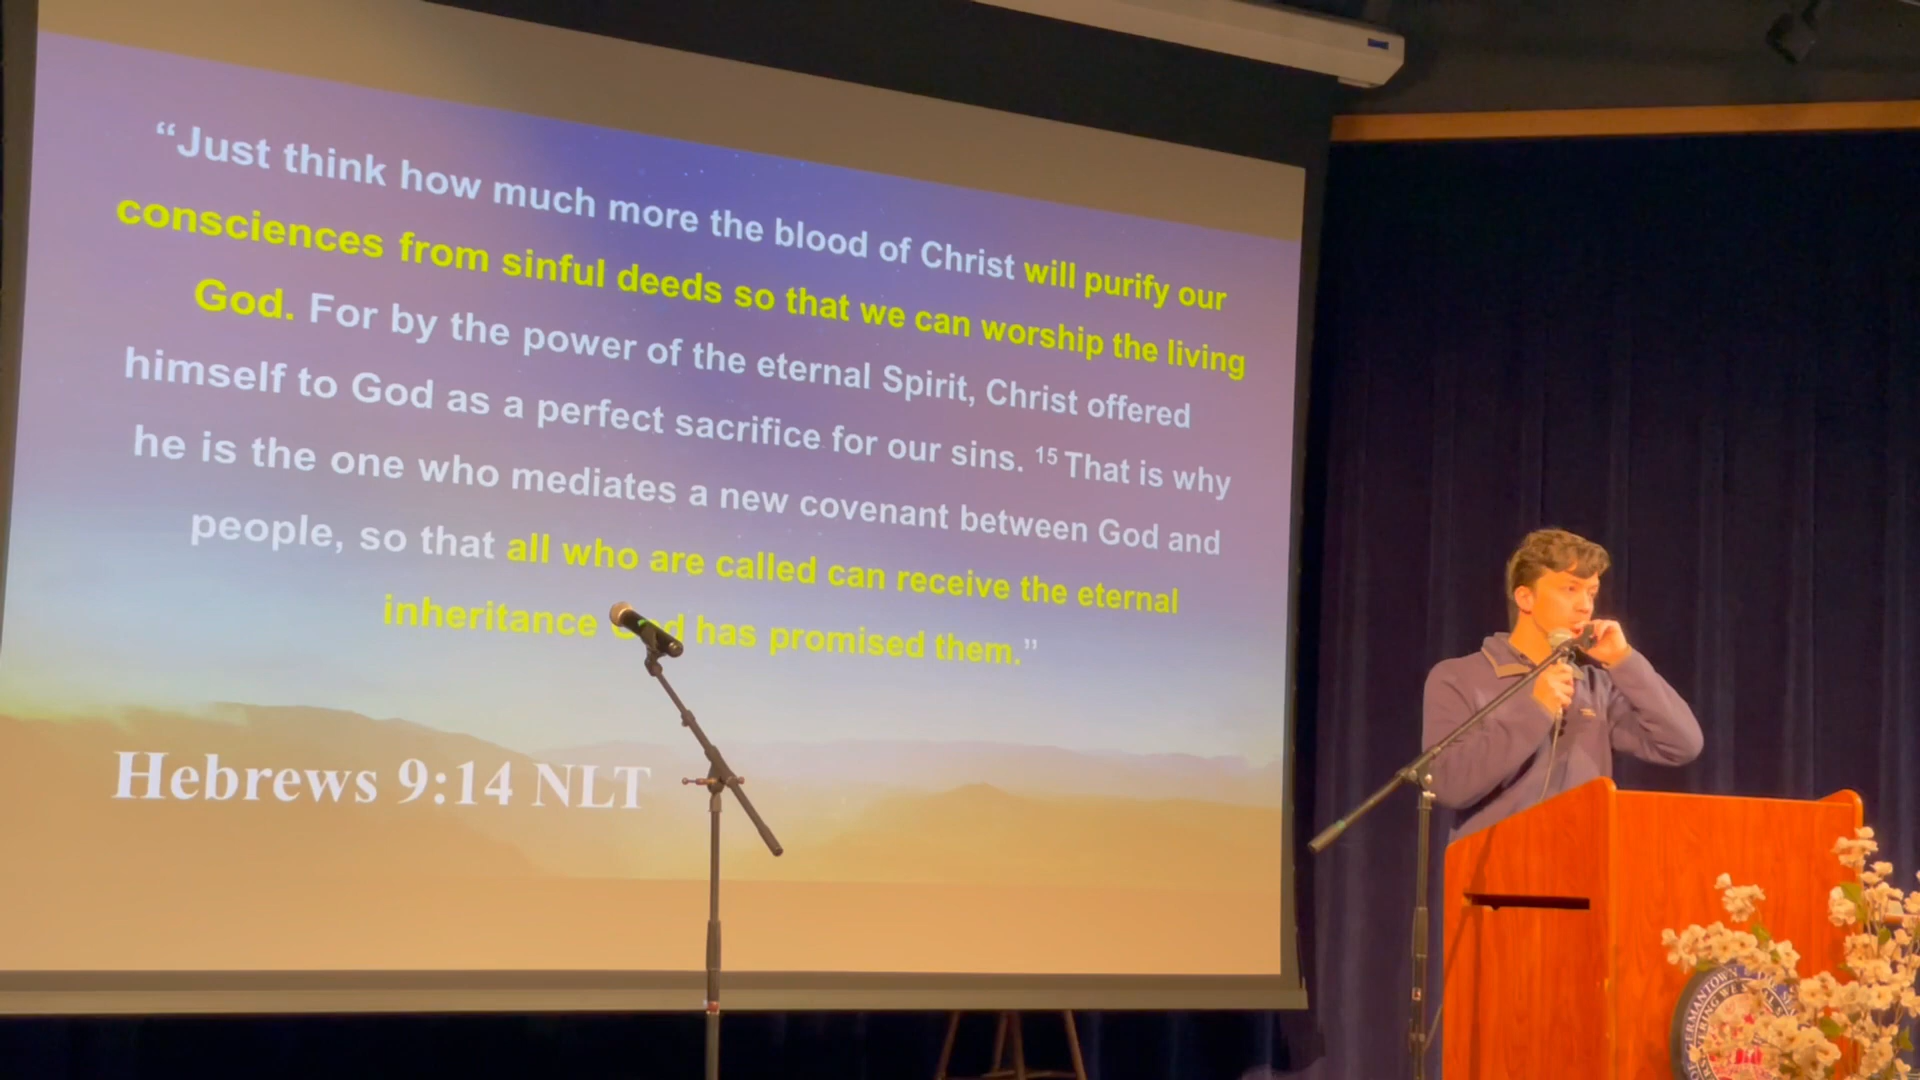 “Just think how much more the blood of Christ will purify our
consciences from sinful deeds so that we can worship the living
God. For by the power of the eternal Spirit, Christ offered
himself to God as a perfect sacrifice for our sins. ¹⁵ That is why
he is the one who mediates a new covenant between God and
people, so that all who are called can receive the eternal
inheritance God has promised them.”
Hebrews 9:14 NLT
GERMANTOWN